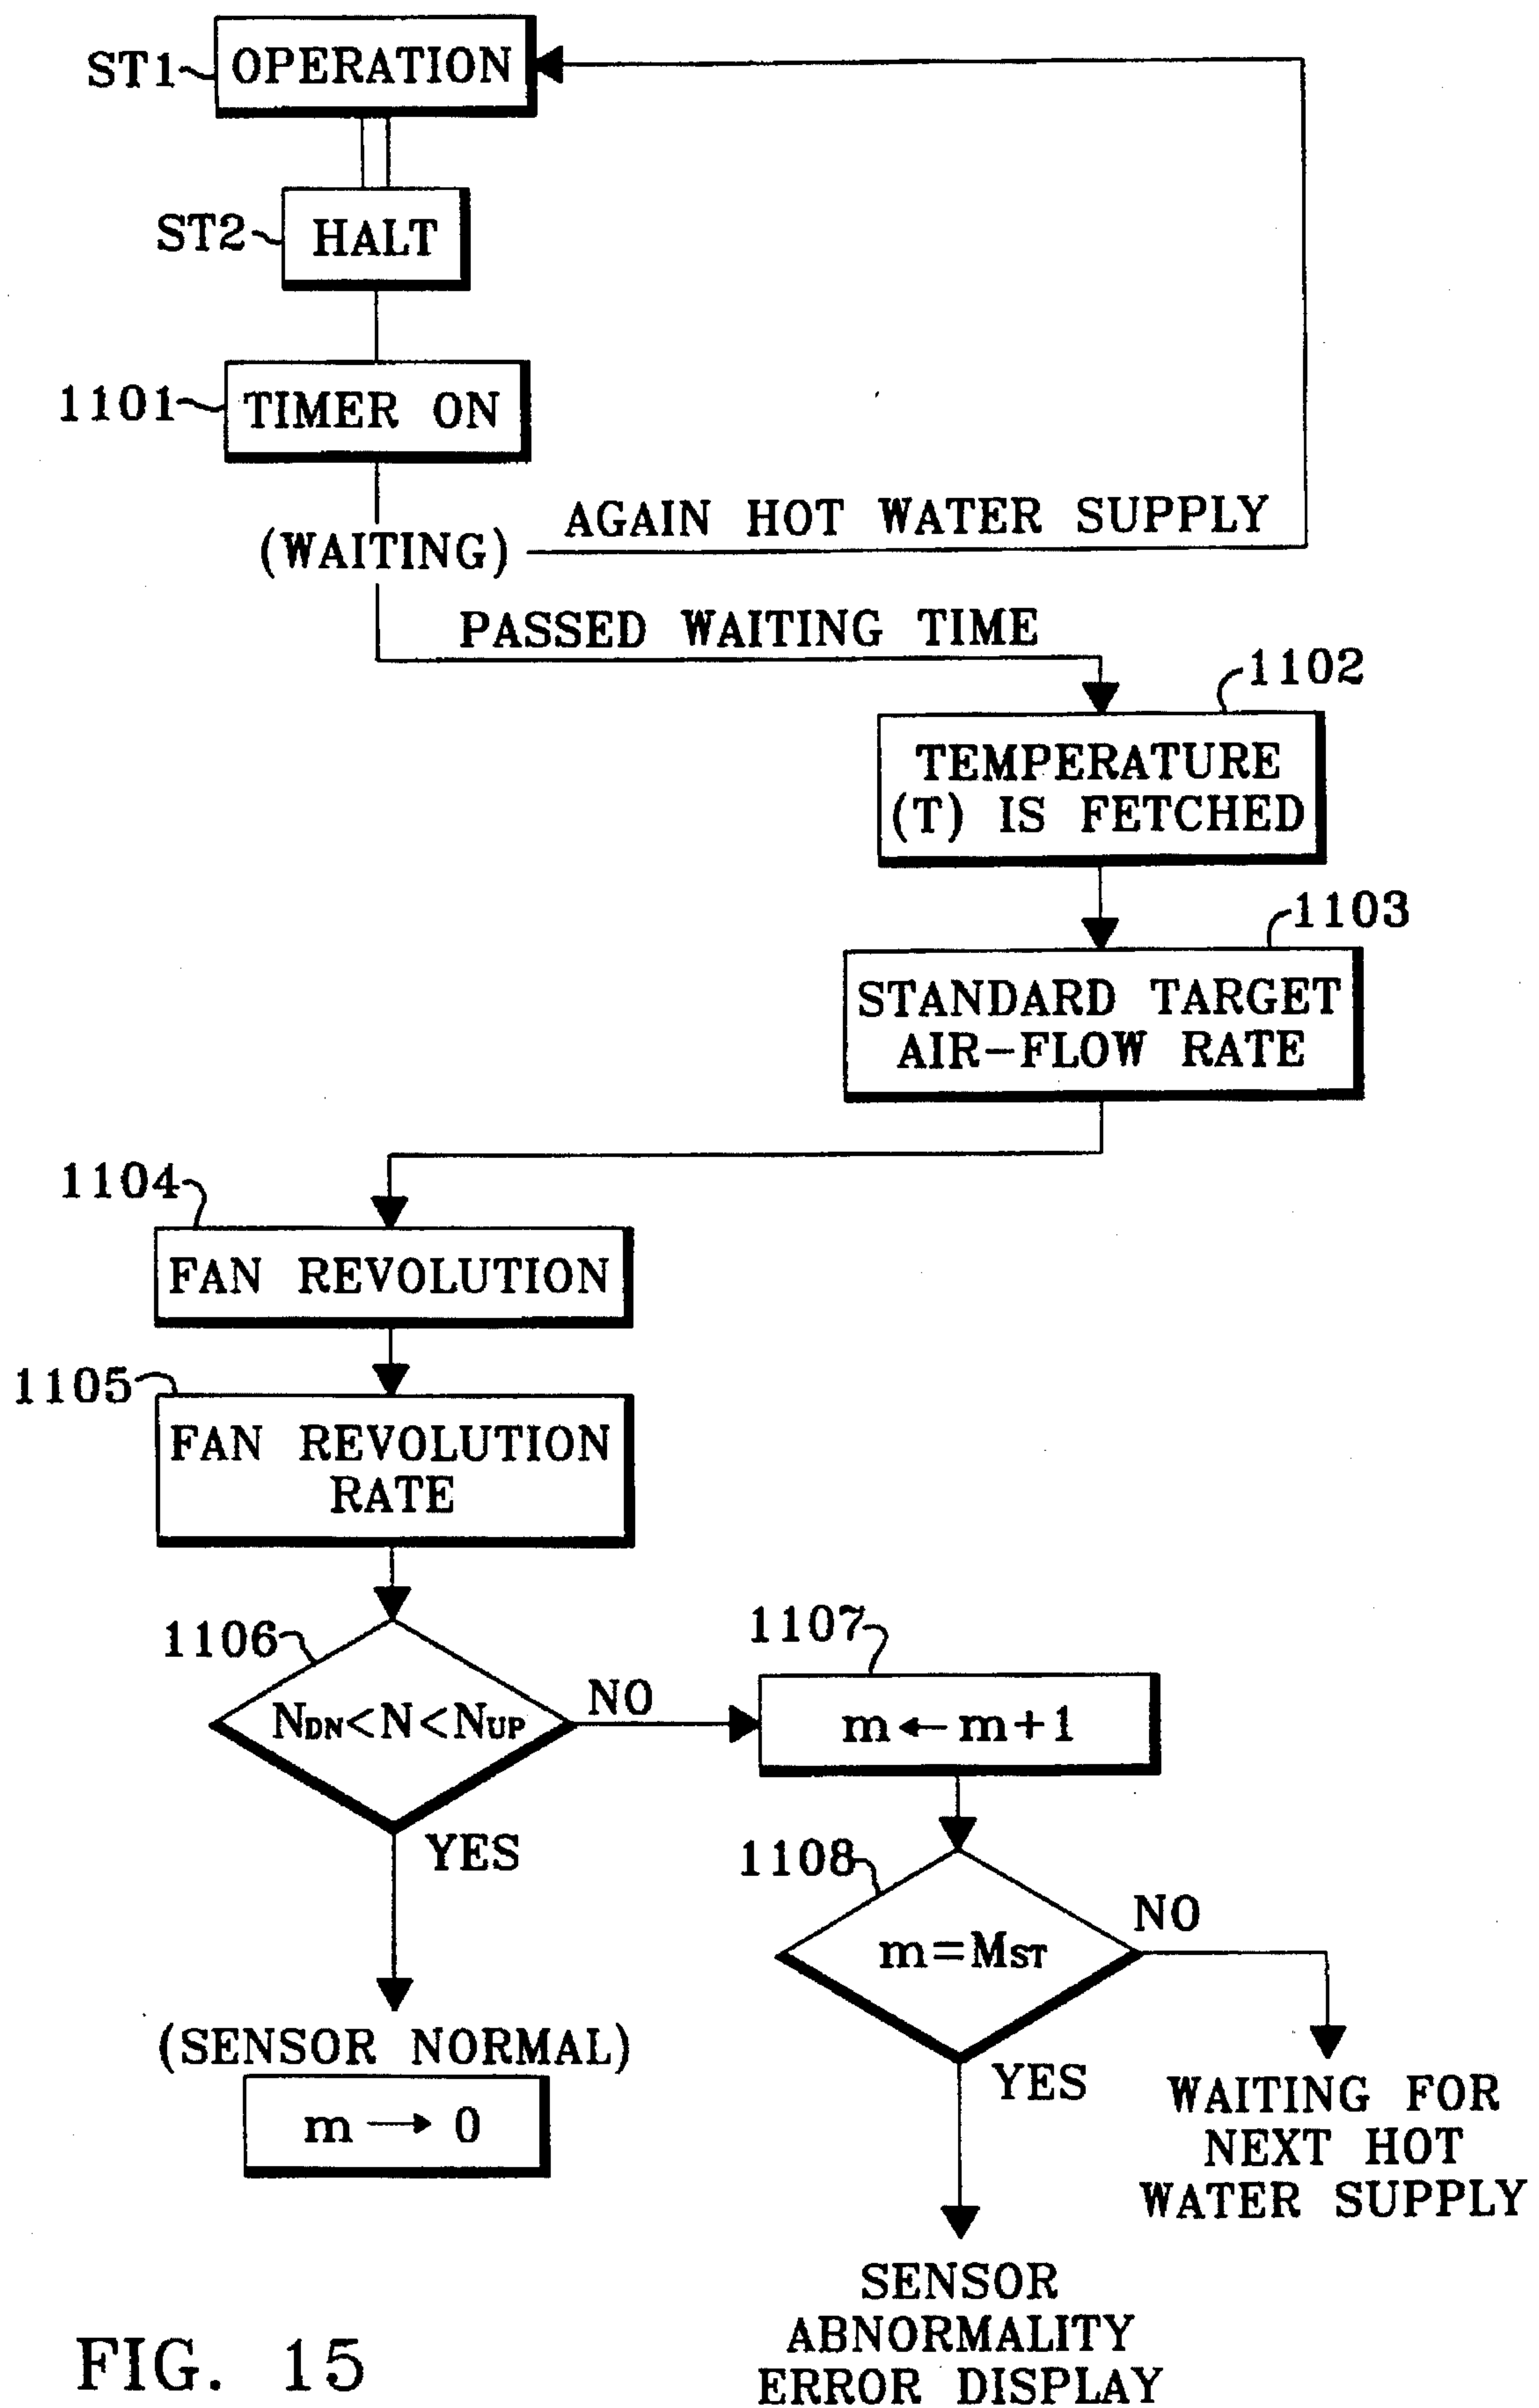 ST1
OPERATION
ST2
HALT
1101
TIMER ON
AGAIN HOT WATER SUPPLY
(WAITING)
PASSED WAITING TIME
1102
TEMPERATURE
(T) IS FETCHED
1103
STANDARD TARGET
AIR-FLOW RATE
1104
FAN REVOLUTION
1105
FAN REVOLUTION
RATE
1106
NDN<N<NUP
NO
YES
1107
m←m+1
1108
m=MST
NO
YES
(SENSOR NORMAL)
m→0
WAITING FOR
NEXT HOT
WATER SUPPLY
SENSOR
ABNORMALITY
ERROR DISPLAY
FIG. 15